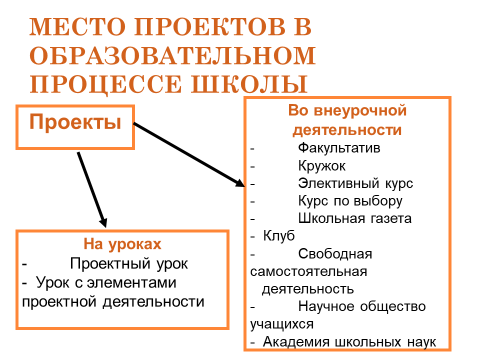 МЕСТО ПРОЕКТОВ В
ОБРАЗОВАТЕЛЬНОМ
ПРОЦЕССЕ ШКОЛЫ
Проекты
На уроках
- Проектный урок
- Урок с элементами
проектной деятельности
Во внеурочной
деятельности
- Факультатив
- Кружок
- Элективный курс
- Курс по выбору
- Школьная газета
- Клуб
- Свободная
самостоятельная
деятельность
- Научное общество
учащихся
- Академия школьных наук